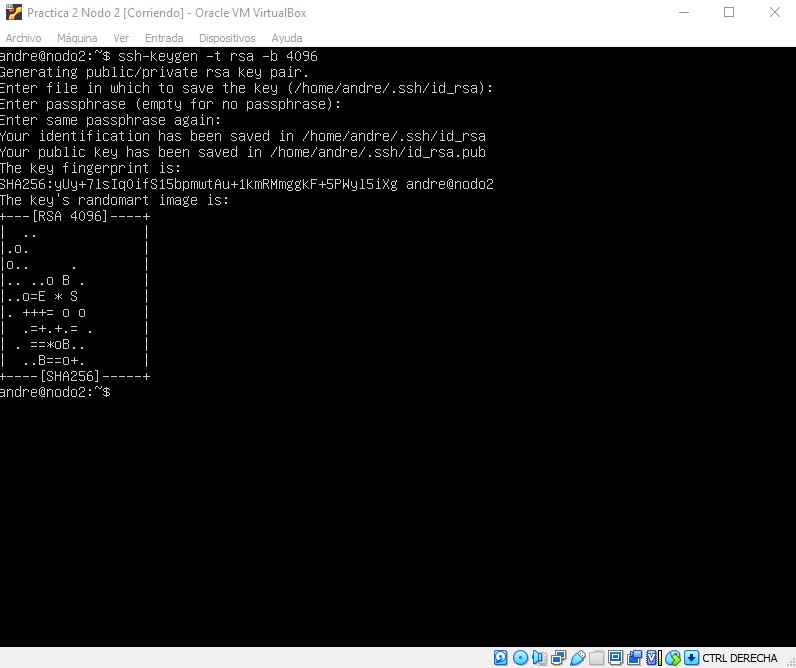 Practica 2 Nodo 2 [Corriendo] - Oracle VM VirtualBox
Archivo Máquina Ver Entrada Dispositivos Ayuda
andre@nodo2:~$ ssh-keygen -t rsa -b 4096
Generating public/private rsa key pair.
Enter file in which to save the key (/home/andre/.ssh/id_rsa):
Enter passphrase (empty for no passphrase):
Enter same passphrase again:
Your identification has been saved in /home/andre/.ssh/id_rsa
Your public key has been saved in /home/andre/.ssh/id_rsa.pub
The key fingerprint is:
SHA256:yUy+7lsIqOifS15bpmwtAu+1kmRMmggkF+5PWyl5iXg andre@nodo2
The key's randomart image is:
+---[RSA 4096]----+
|  ..             |
|.o.              |
|o..     .        |
|.. ..o B .       |
|..o=E * S        |
|. +++= o o       |
|  .=+.+.= .      |
| . ==*oB..       |
|  ..B==o+.       |
+----[SHA256]-----+
andre@nodo2:~$
CTRL DERECHA